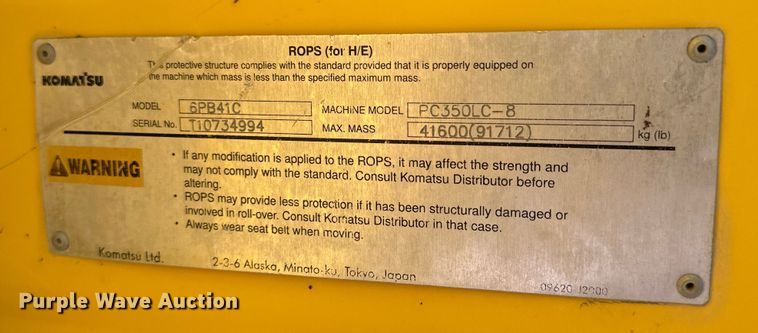 ROPS (for H/E)
This protective structure complies with the standard provided that it is properly equipped on
the machine which mass is less than the specified maximum mass.
KOMATSU
MODEL 6PB41C MACHINE MODEL PC350LC-8
SERIAL No. T10734994 MAX. MASS 41600(91712) kg (lb)
WARNING
• If any modification is applied to the ROPS, it may affect the strength and
may not comply with the standard. Consult Komatsu Distributor before
altering.
• ROPS may provide less protection if it has been structurally damaged or
involved in roll-over. Consult Komatsu Distributor in that case.
• Always wear seat belt when moving.
Komatsu Ltd. 2-3-6 Alaska, Minato-ku, Tokyo, Japan
09620 J2000
Purple Wave Auction